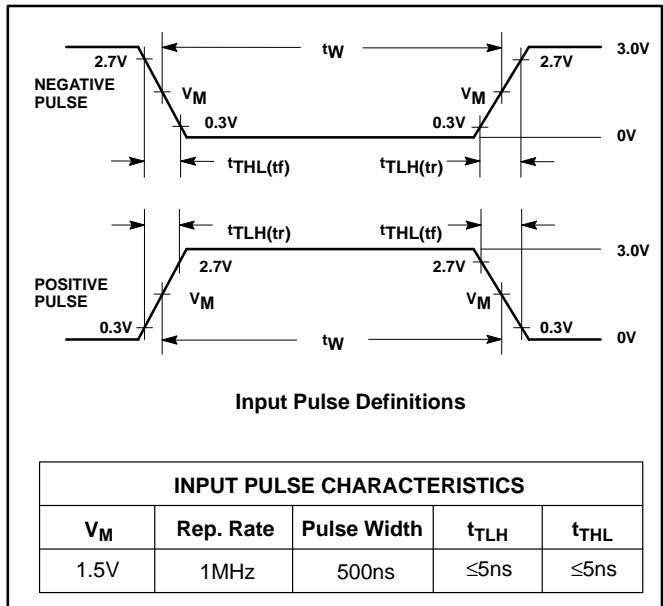 tW
3.0V
2.7V
2.7V
NEGATIVE
PULSE
VM
VM
0.3V
0.3V
0V
tTHL(tf)
tTLH(tr)
tTLH(tr)
tTHL(tf)
3.0V
2.7V
2.7V
POSITIVE
PULSE
VM
VM
0.3V
0.3V
tW
0V
Input Pulse Definitions
INPUT PULSE CHARACTERISTICS
VM Rep. Rate Pulse Width tTLH tTHL
1.5V 1MHz 500ns ≤5ns ≤5ns